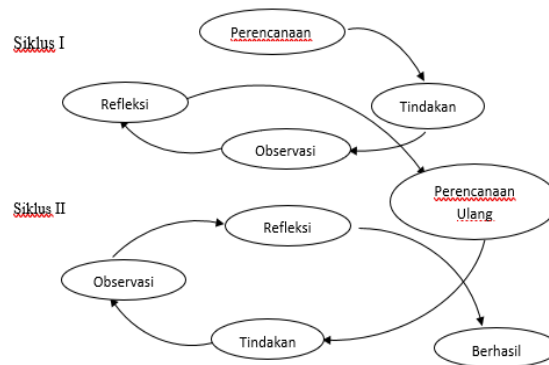 Siklus I
Perencanaan
Tindakan
Observasi
Refleksi
Siklus II
Perencanaan
Ulang
Tindakan
Observasi
Refleksi
Berhasil